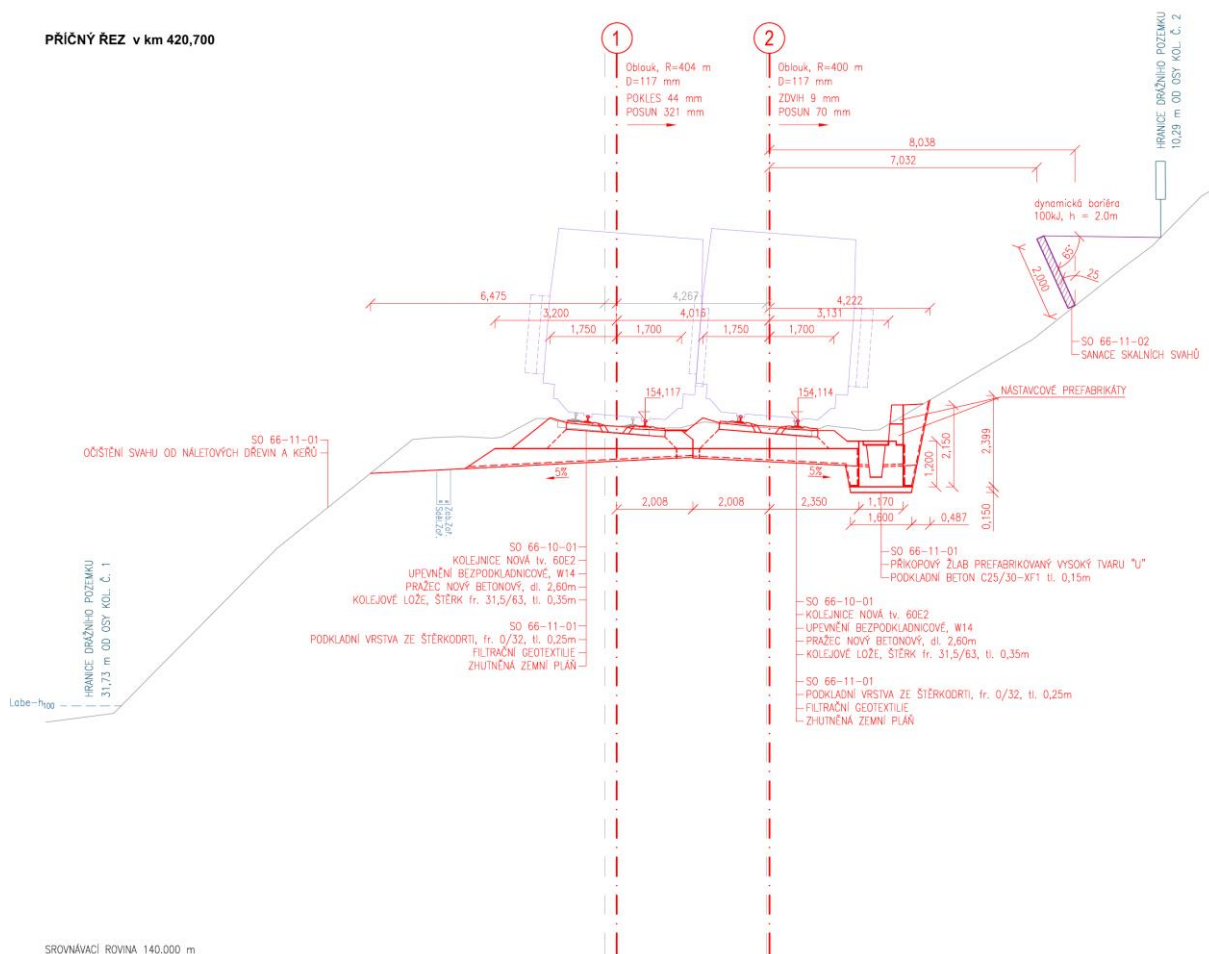 PŘÍČNÝ ŘEZ v km 420,700
1
2
Oblouk, R=404 m
D=117 mm
POKLES 44 mm
POSUN 321 mm
Oblouk, R=400 m
D=117 mm
ZDVIH 9 mm
POSUN 70 mm
HRANICE DRÁŽNIHO POZEMKU
10,29 m OD OSY KOL. Č. 2
8,038
7,032
dynamická bariéra
100kJ, h = 2.0m
65°
25
2,000
6,475
4,267
4,222
3,200
4,016
3,131
1,750
1,700
1,750
1,700
SO 66-11-02
SANACE SKALNÍCH SVAHŮ
154,117
154,114
NÁSTAVCOVÉ PREFABRIKÁTY
SO 66-11-01
OČIŠTĚNÍ SVAHU OD NÁLETOVÝCH DŘEVIN A KEŘŮ
1,200
2,150
2,399
0,150
5%
5%
2,008
2,008
2,350
1,170
1,600
0,487
SO 66-10-01
KOLEJNICE NOVÁ tv. 60E2
UPEVNĚNÍ BEZPODKLADNICOVÉ, W14
PRAŽEC NOVÝ BETONOVÝ, dl. 2,60m
KOLEJOVÉ LOŽE, ŠTĚRK fr. 31,5/63, tl. 0,35m
SO 66-11-01
PODKLADNÍ VRSTVA ZE ŠTĚRKODRTI, fr. 0/32, tl. 0,25m
FILTRAČNÍ GEOTEXTILIE
ZHUTNĚNÁ ZEMNÍ PLÁŇ
SO 66-11-01
PŘÍKOPOVÝ ŽLAB PREFABRIKOVANÝ VYSOKÝ TVARU "U"
PODKLADNÍ BETON C25/30-XF1 tl. 0,15m
SO 66-10-01
KOLEJNICE NOVÁ tv. 60E2
UPEVNĚNÍ BEZPODKLADNICOVÉ, W14
PRAŽEC NOVÝ BETONOVÝ, dl. 2,60m
KOLEJOVÉ LOŽE, ŠTĚRK fr. 31,5/63, tl. 0,35m
SO 66-11-01
PODKLADNÍ VRSTVA ZE ŠTĚRKODRTI, fr. 0/32, tl. 0,25m
FILTRAČNÍ GEOTEXTILIE
ZHUTNĚNÁ ZEMNÍ PLÁŇ
HRANICE DRÁŽNIHO POZEMKU
31,73 m OD OSY KOL. Č. 1
Labe-h100
SROVNÁVACÍ ROVINA 140.000 m